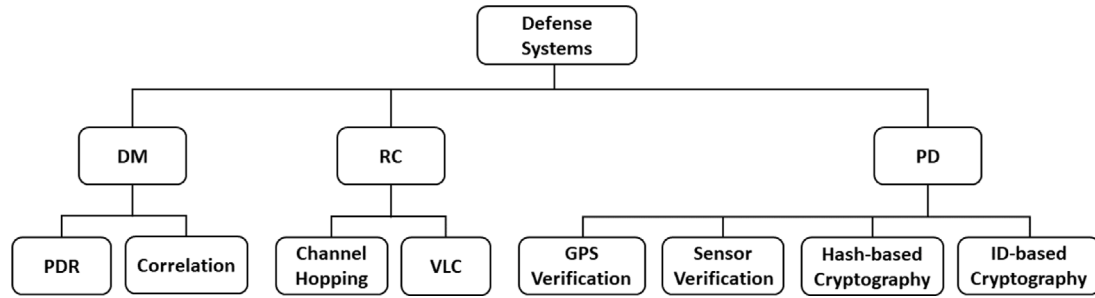 Defense
Systems
DM
RC
PD
PDR
Correlation
Channel
Hopping
VLC
GPS
Verification
Sensor
Verification
Hash-based
Cryptography
ID-based
Cryptography